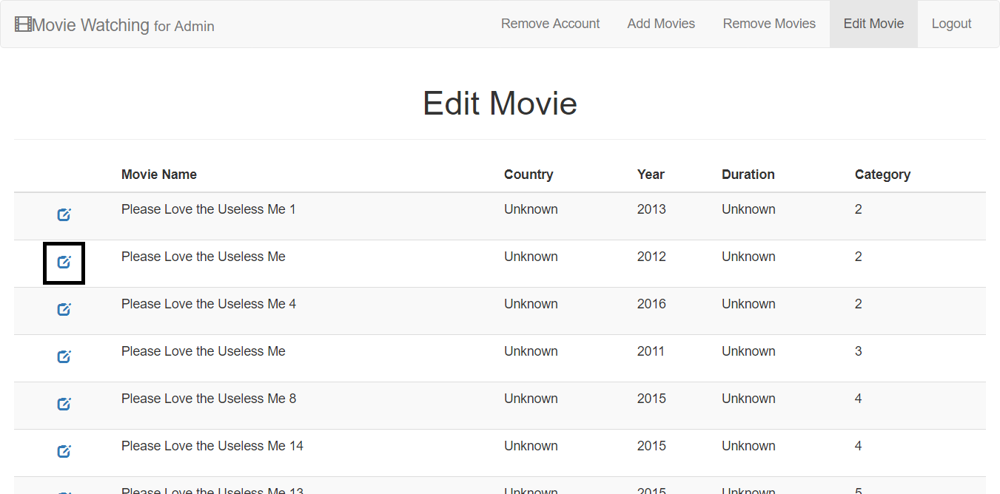 Movie Watching for Admin Remove Account Add Movies Remove Movies Edit Movie Logout
Edit Movie
Movie Name Country Year Duration Category
Please Love the Useless Me 1 Unknown 2013 Unknown 2
Please Love the Useless Me Unknown 2012 Unknown 2
Please Love the Useless Me 4 Unknown 2016 Unknown 2
Please Love the Useless Me Unknown 2011 Unknown 3
Please Love the Useless Me 8 Unknown 2015 Unknown 4
Please Love the Useless Me 14 Unknown 2015 Unknown 4
Please Love the Useless Me 13 Unknown 2015 Unknown 5